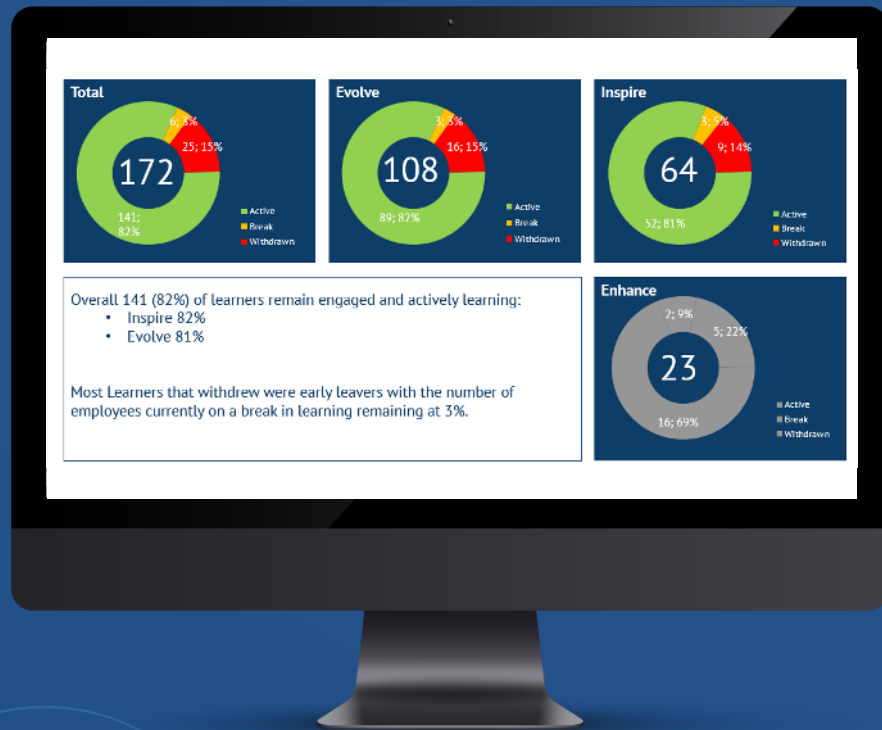 Total
6; 3%
25; 15%
172
141;
82%
Active
Break
Withdrawn
Evolve
3; 3%
16; 15%
108
89; 82%
Active
Break
Withdrawn
Inspire
3; 5%
9; 14%
64
52; 81%
Active
Break
Withdrawn
Overall 141 (82%) of learners remain engaged and actively learning:
• Inspire 82%
• Evolve 81%
Most Learners that withdrew were early leavers with the number of
employees currently on a break in learning remaining at 3%.
Enhance
2; 9%
5; 22%
23
16; 69%
Active
Break
Withdrawn